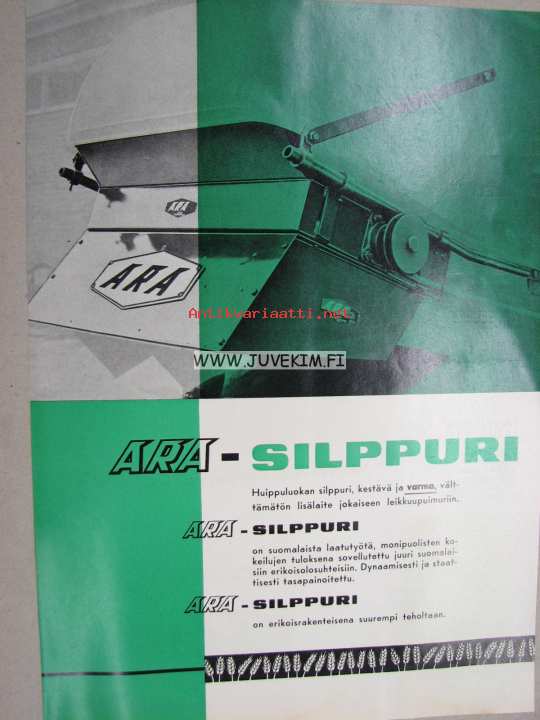 ARA
ARA
ARA
Antikvariaatti.net
WWW.JUVEKIM.FI
ARA - SILPPURI
Huippuluokan silppuri, kestävä ja varma, vält-
tämätön lisälaite jokaiseen leikkuupuimuriin.
ARA - SILPPURI
on suomalaista laatutyötä, monipuolisten ko-
keilujen tuloksena sovellutettu juuri suomalai-
siin erikoisolosuhteisiin. Dynaamisesti ja staat-
tisesti tasapainoitettu.
ARA - SILPPURI
on erikoisrakenteisena suurempi teholtaan.